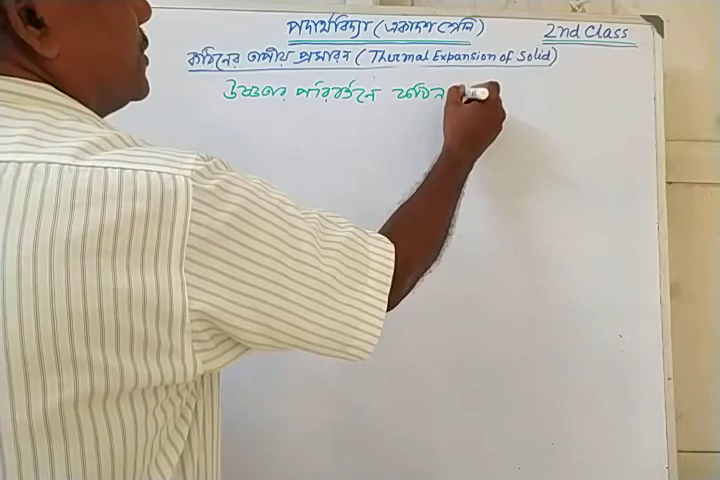 পদার্থবিদ্যা (একাদশ শ্রেণি)
2nd Class
কঠিনের তাপীয় প্রসারণ (Thermal Expansion of Solid)
উষ্ণতার পরিবর্তনে কঠিন